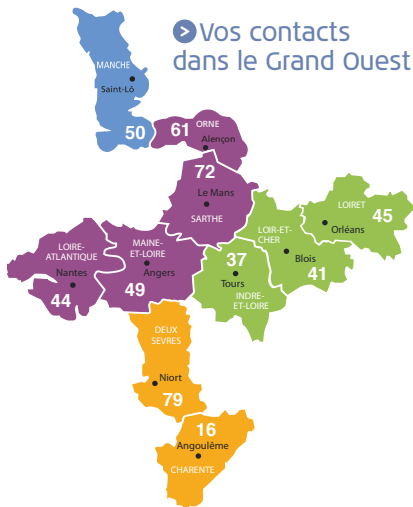 Vos contacts
dans le Grand Ouest
MANCHE
Saint-Lô
50
61
ORNE
Alençon
72
Le Mans
SARTHE
LOIRET
45
Orléans
LOIR-ET-
CHER
Blois
41
LOIRE-
ATLANTIQUE
Nantes
44
MAINE-
ET-LOIRE
Angers
49
37
Tours
INDRE-
ET-LOIRE
DEUX
SEVRES
Niort
79
16
Angoulême
CHARENTE